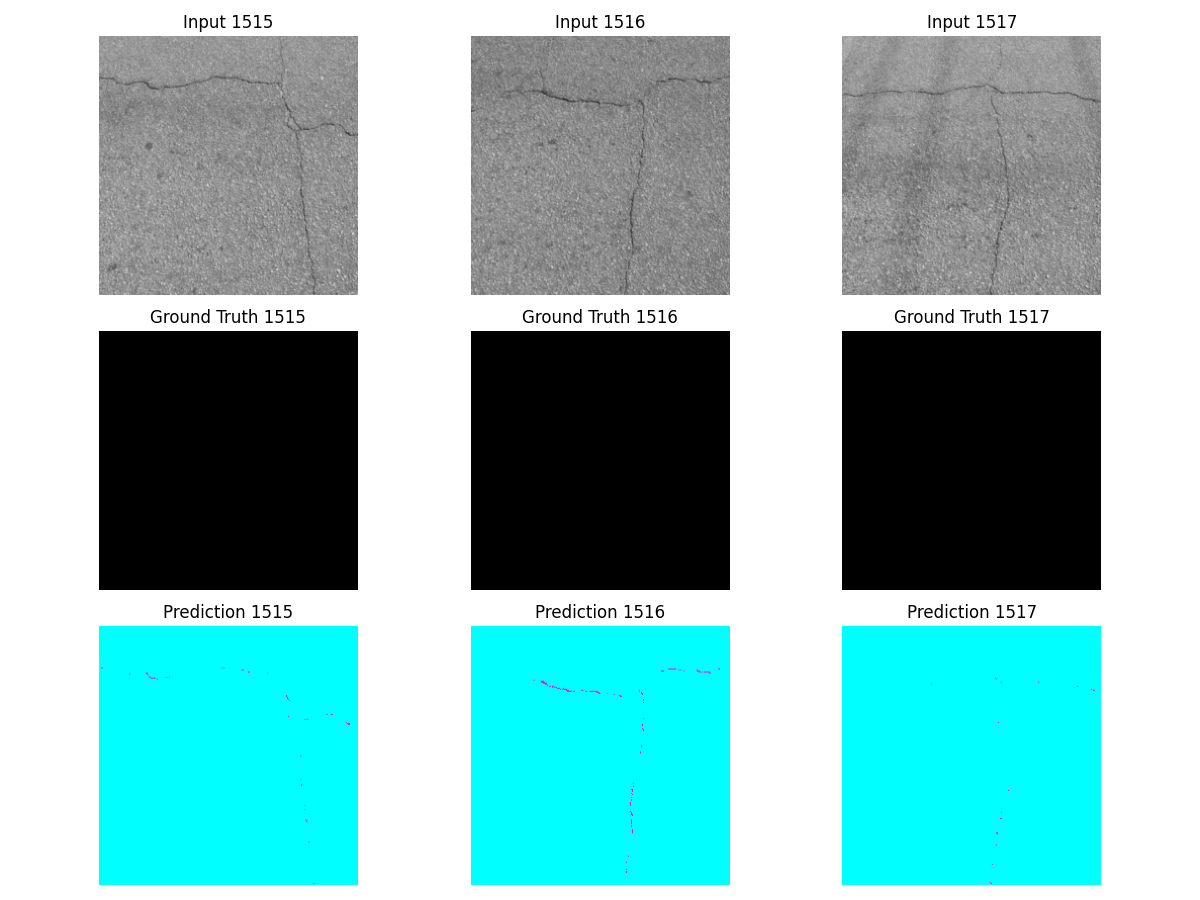 Input 1515
Input 1516
Input 1517
Ground Truth 1515
Ground Truth 1516
Ground Truth 1517
Prediction 1515
Prediction 1516
Prediction 1517